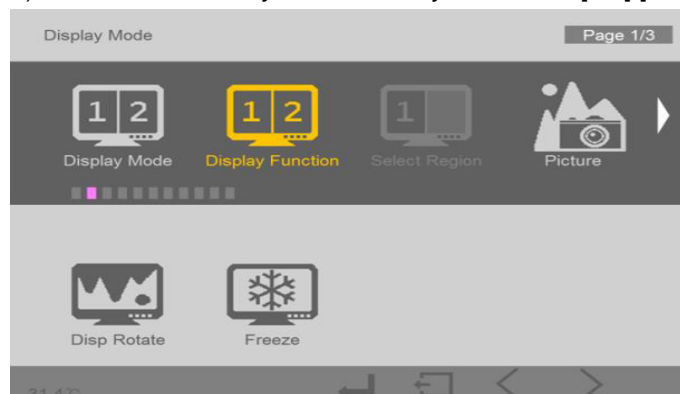 Display Mode Page 1/3
1 2 1 2 1
Display Mode Display Function Select Region Picture
Disp Rotate Freeze